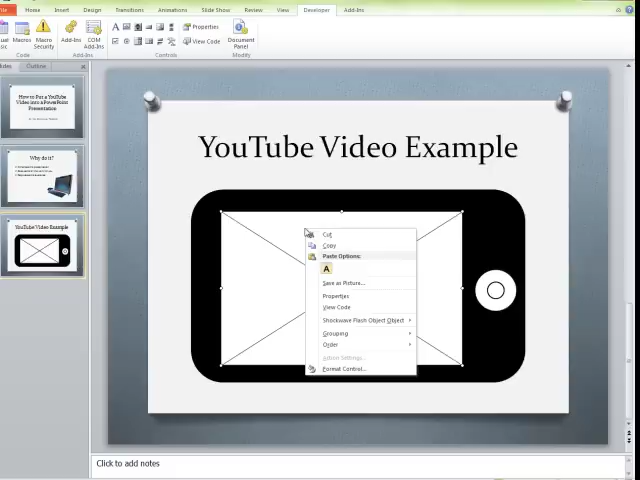 File Home Insert Design Transitions Animations Slide Show Review View Developer Add-Ins
Macros Macro Security Add-Ins COM Add-Ins Properties View Code Document Panel
Code Add-Ins Controls Modify
Outline
How to Put a YouTube Video into a PowerPoint Presentation
Why do it?
YouTube Video Example
YouTube Video Example
Cut
Copy
Paste Options:
A
Save as Picture...
Properties
View Code
Shockwave Flash Object Object
Grouping
Order
Action Settings...
Format Control...
Click to add notes